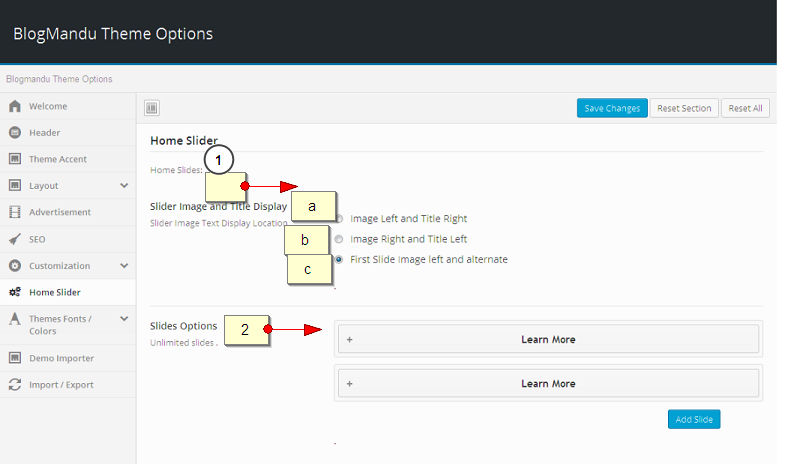 BlogMandu Theme Options
Blogmandu Theme Options
Welcome
Header
Theme Accent
Layout
Advertisement
SEO
Customization
Home Slider
Themes Fonts /
Colors
Demo Importer
Import / Export
Save Changes Reset Section Reset All
Home Slider
1
Home Slides:
Slider Image and Title Display
Slider Image Text Display Location
a Image Left and Title Right
b Image Right and Title Left
c First Slide Image left and alternate
.
Slides Options
Unlimited slides .
2
+ Learn More
+ Learn More
Add Slide
.